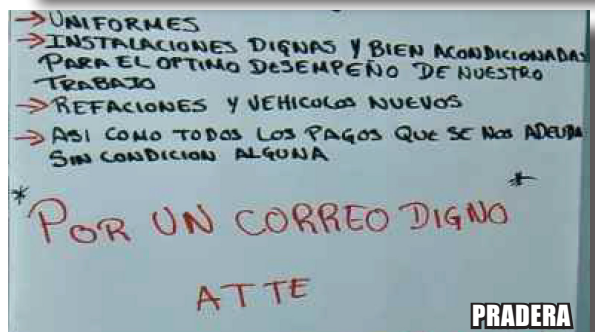 →UNIFORMES
→INSTALACIONES DIGNAS Y BIEN ACONDICIONADAS
PARA EL OPTIMO DESEMPEÑO DE NUESTRO
TRABAJO
→REFACIONES Y VEHICULOS NUEVOS
→ASI COMO TODOS LOS PAGOS QUE SE NOS ADEUDA
SIN CONDICION ALGUNA
* *
POR UN CORREO DIGNO
ATTE
PRADERA